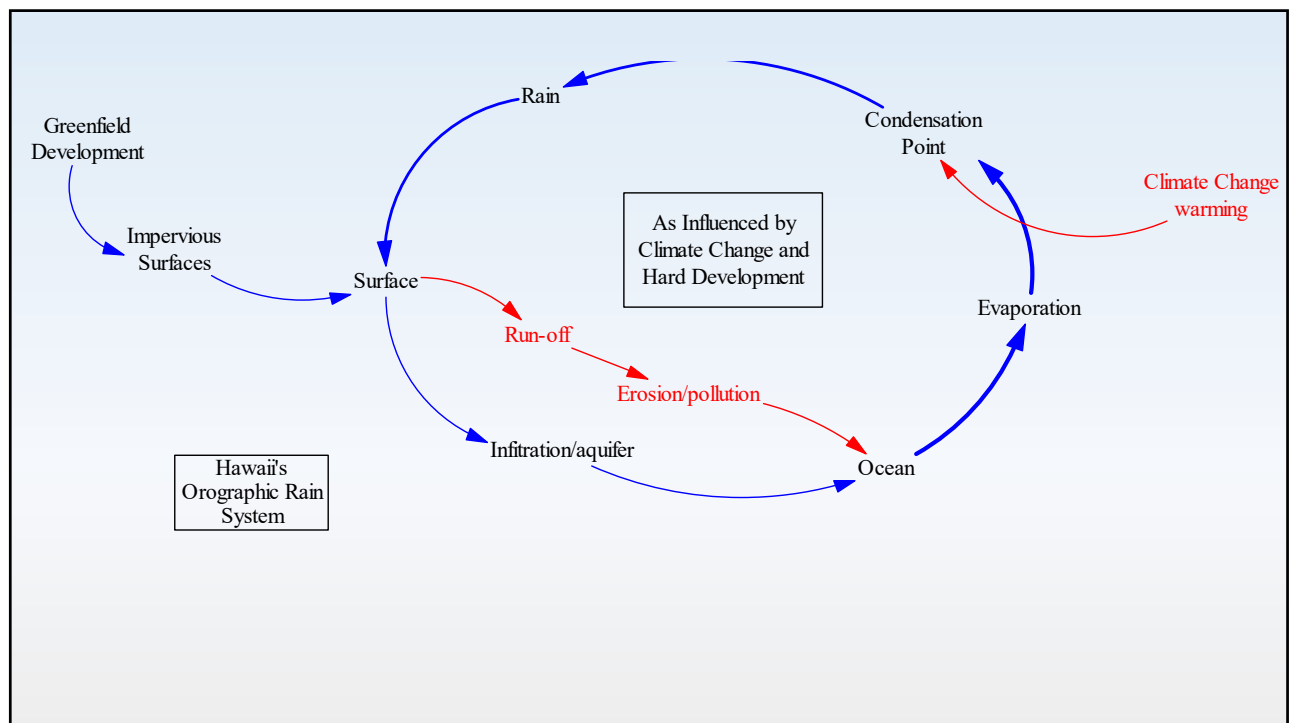 Rain
Condensation
Point
Greenfield
Development
Climate Change
warming
As Influenced by
Climate Change and
Hard Development
Impervious
Surfaces
Surface
Evaporation
Run-off
Erosion/pollution
Infitration/aquifer
Ocean
Hawaii's
Orographic Rain
System